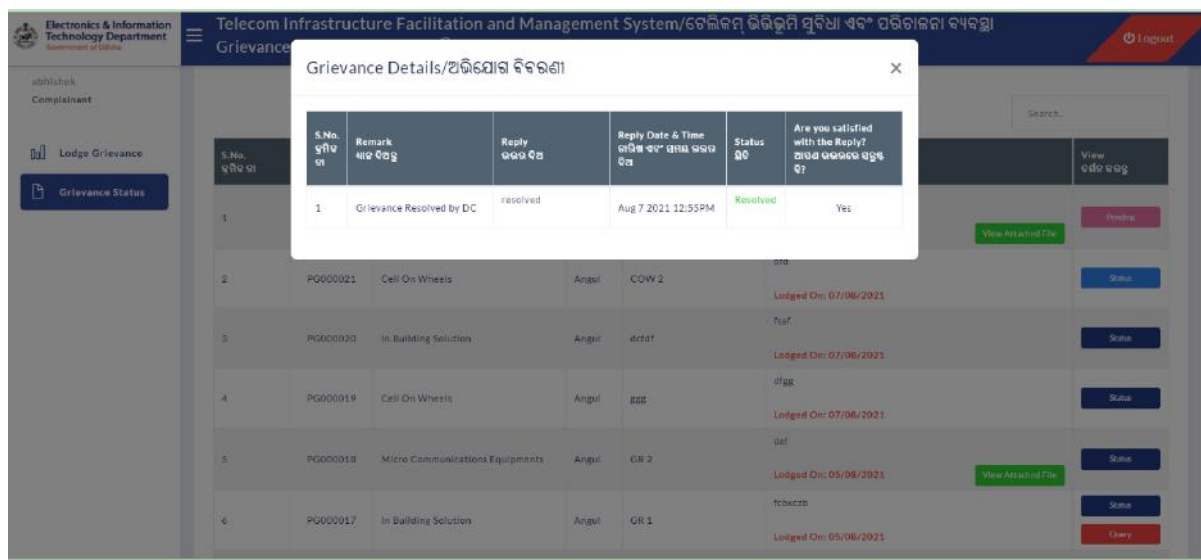 Electronics & Information
Technology Department
Government of Odisha
Telecom Infrastructure Facilitation and Management System/ଟେଲିକମ୍ ଭିତ୍ତିଭୂମି ସୁବିଧା ଏବଂ ପରିଚାଳନା ବ୍ୟବସ୍ଥା
Grievance
Logout
abhishek
Complainant
Lodge Grievance
Grievance Status
Search..
Grievance Details/ଅଭିଯୋଗ ବିବରଣୀ
×
S.No.
Remark
Reply
Reply Date & Time
Status
Are you satisfied
with the Reply?
1
Grievance Resolved by DC
resolved
Aug 7 2021 12:55PM
Resolved
Yes
S.No.
View
1
View Attached File
Pending
2
PG000021
Cell On Wheels
Angul
COW 2
Lodged On: 07/08/2021
Status
3
PG000020
In Building Solution
Angul
Lodged On: 07/08/2021
Status
4
PG000019
Cell On Wheels
Angul
ggg
dfgg
Lodged On: 07/08/2021
Status
5
PG000018
Micro Communications Equipments
Angul
GR 2
def
Lodged On: 05/08/2021
View Attached File
Status
6
PG000017
In Building Solution
Angul
GR 1
Lodged On: 05/08/2021
Status
Query